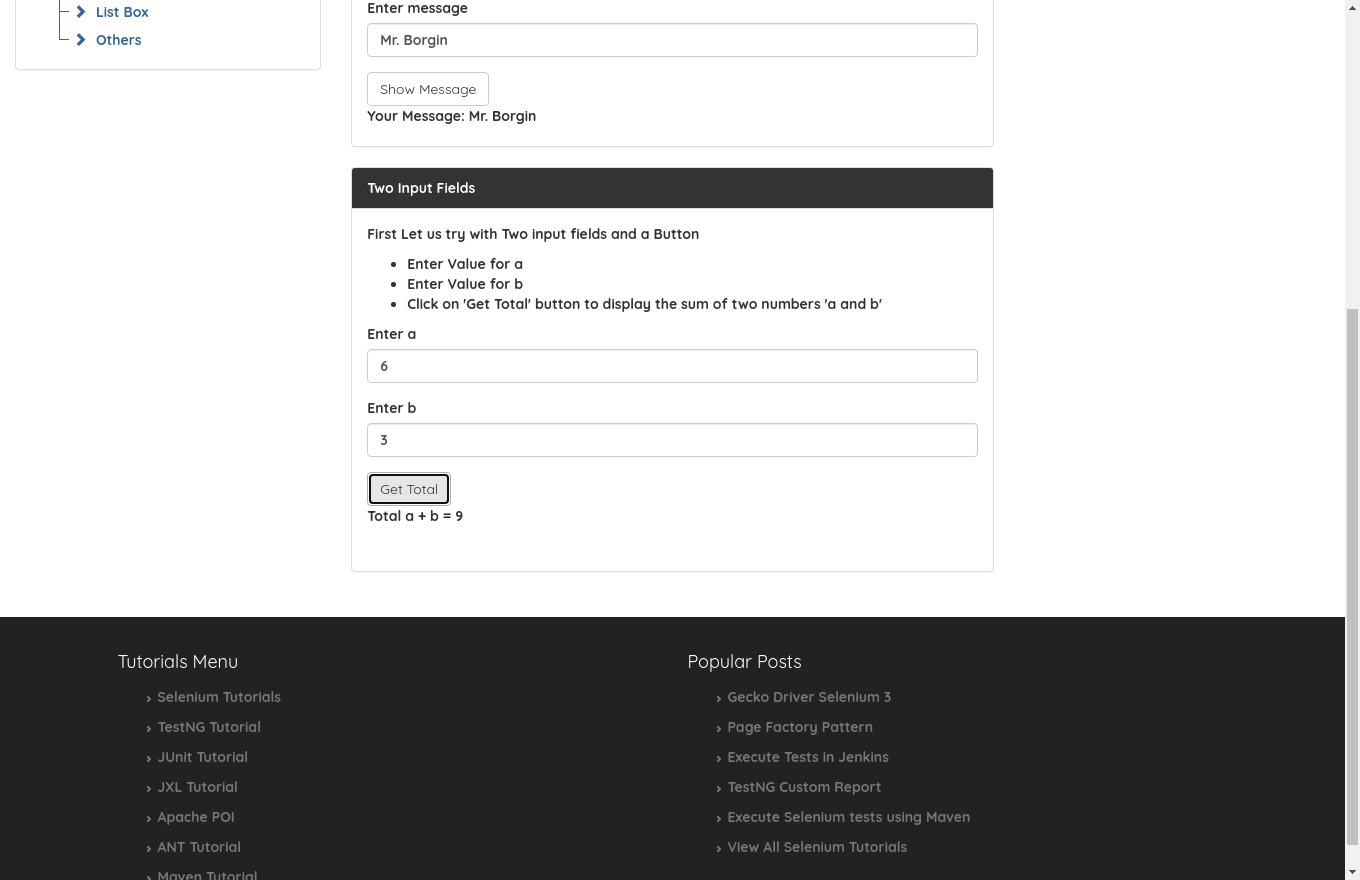 List Box
Others
Enter message
Mr. Borgin
Show Message
Your Message: Mr. Borgin
Two Input Fields
First Let us try with Two input fields and a Button
Enter Value for a
Enter Value for b
Click on 'Get Total' button to display the sum of two numbers 'a and b'
Enter a
6
Enter b
3
Get Total
Total a + b = 9
Tutorials Menu
Selenium Tutorials
TestNG Tutorial
JUnit Tutorial
JXL Tutorial
Apache POI
ANT Tutorial
Maven Tutorial
Popular Posts
Gecko Driver Selenium 3
Page Factory Pattern
Execute Tests in Jenkins
TestNG Custom Report
Execute Selenium tests using Maven
View All Selenium Tutorials